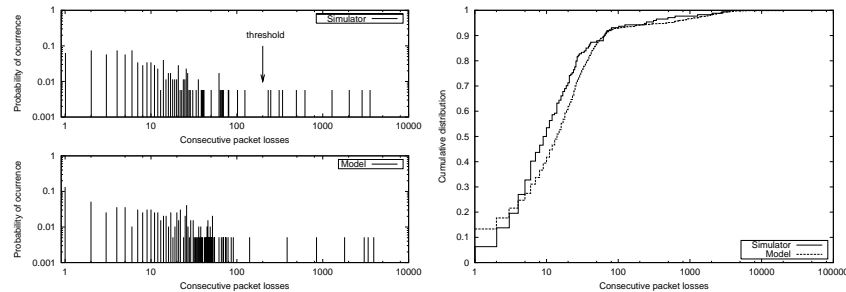 Simulator
threshold
Probability of ocurrence
1
0.1
0.01
0.001
1 10 100 1000 10000
Consecutive packet losses
Model
Probability of ocurrence
1
0.1
0.01
0.001
1 10 100 1000 10000
Consecutive packet losses
Cumulative distribution
1
0.9
0.8
0.7
0.6
0.5
0.4
0.3
0.2
0.1
0
Simulator
Model
1 10 100 1000 10000 100000
Consecutive packet losses